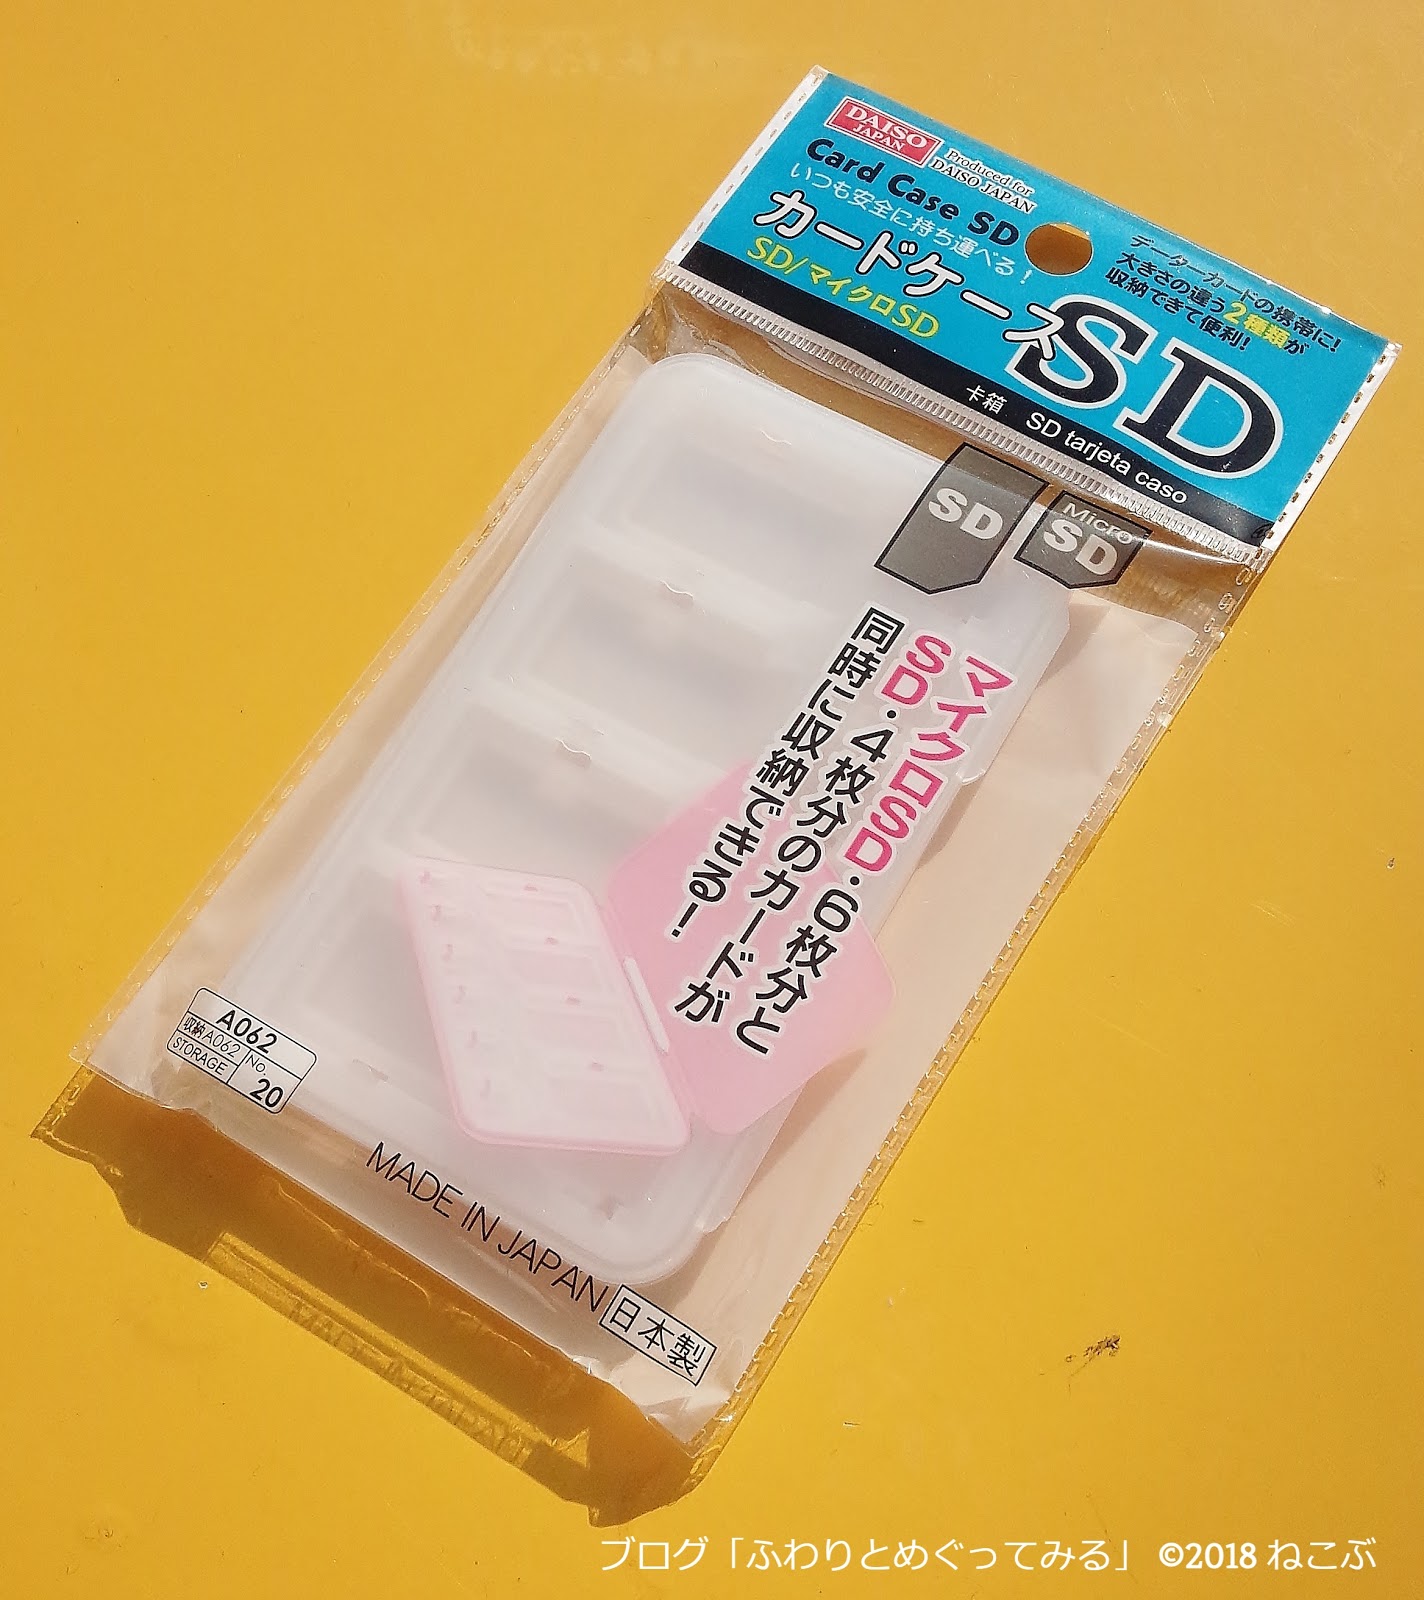 DAISO
JAPAN
Produced for
DAISO JAPAN
Card Case SD
いつも安全に持ち運べる!
カードケースSD
SD/マイクロSD
データーカードの携帯に!
大きさの違う2種類が
収納できて便利!
卡箱 SD tarjeta caso
SD
Micro
SD
マイクロSD・6枚分と
SD・4枚分のカードが
同時に収納できる!
A062
収納A062
STORAGE
No.
20
MADE IN JAPAN 日本製
ブログ「ふわりとめぐってみる」 ©2018 ねこぶ